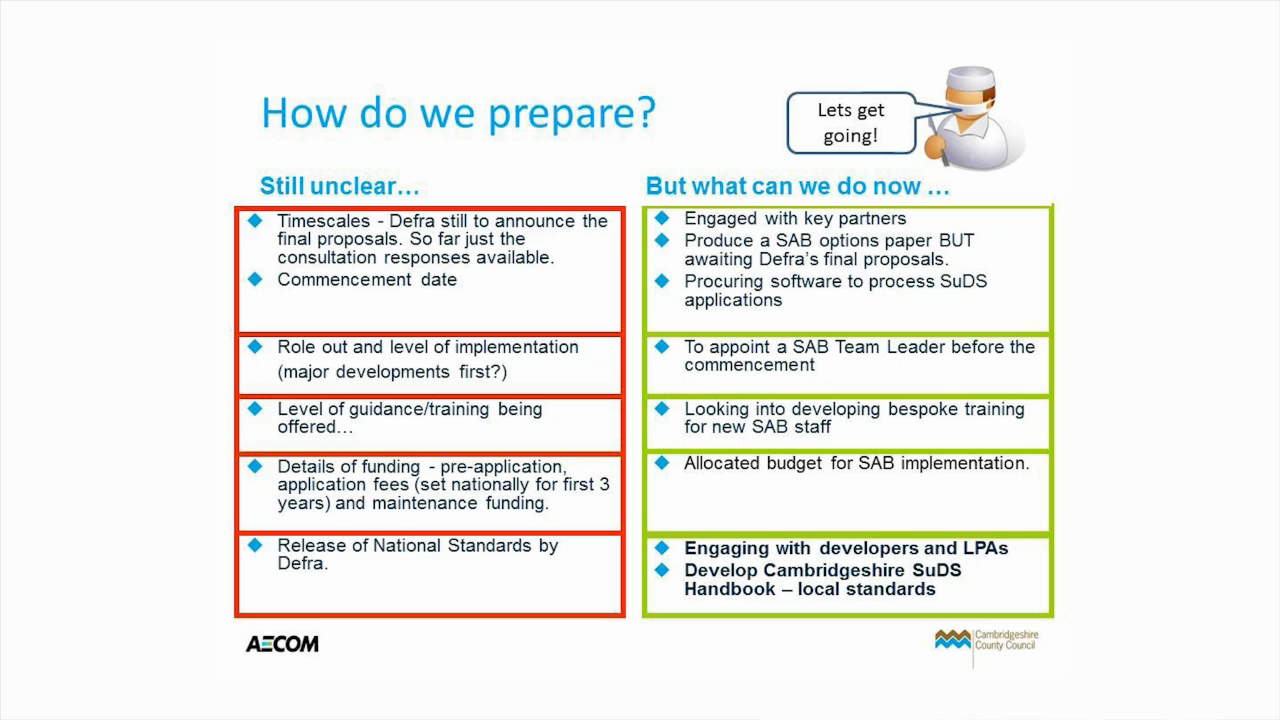 How do we prepare?
Lets get
going!
Still unclear…
Timescales - Defra still to announce the
final proposals. So far just the
consultation responses available.
Commencement date
Role out and level of implementation
(major developments first?)
Level of guidance/training being
offered…
Details of funding - pre-application,
application fees (set nationally for first 3
years) and maintenance funding.
Release of National Standards by
Defra.
But what can we do now …
Engaged with key partners
Produce a SAB options paper BUT
awaiting Defra's final proposals.
Procuring software to process SuDS
applications
To appoint a SAB Team Leader before the
commencement
Looking into developing bespoke training
for new SAB staff
Allocated budget for SAB implementation.
Engaging with developers and LPAs
Develop Cambridgeshire SuDS
Handbook – local standards
AECOM
Cambridgeshire
County Council